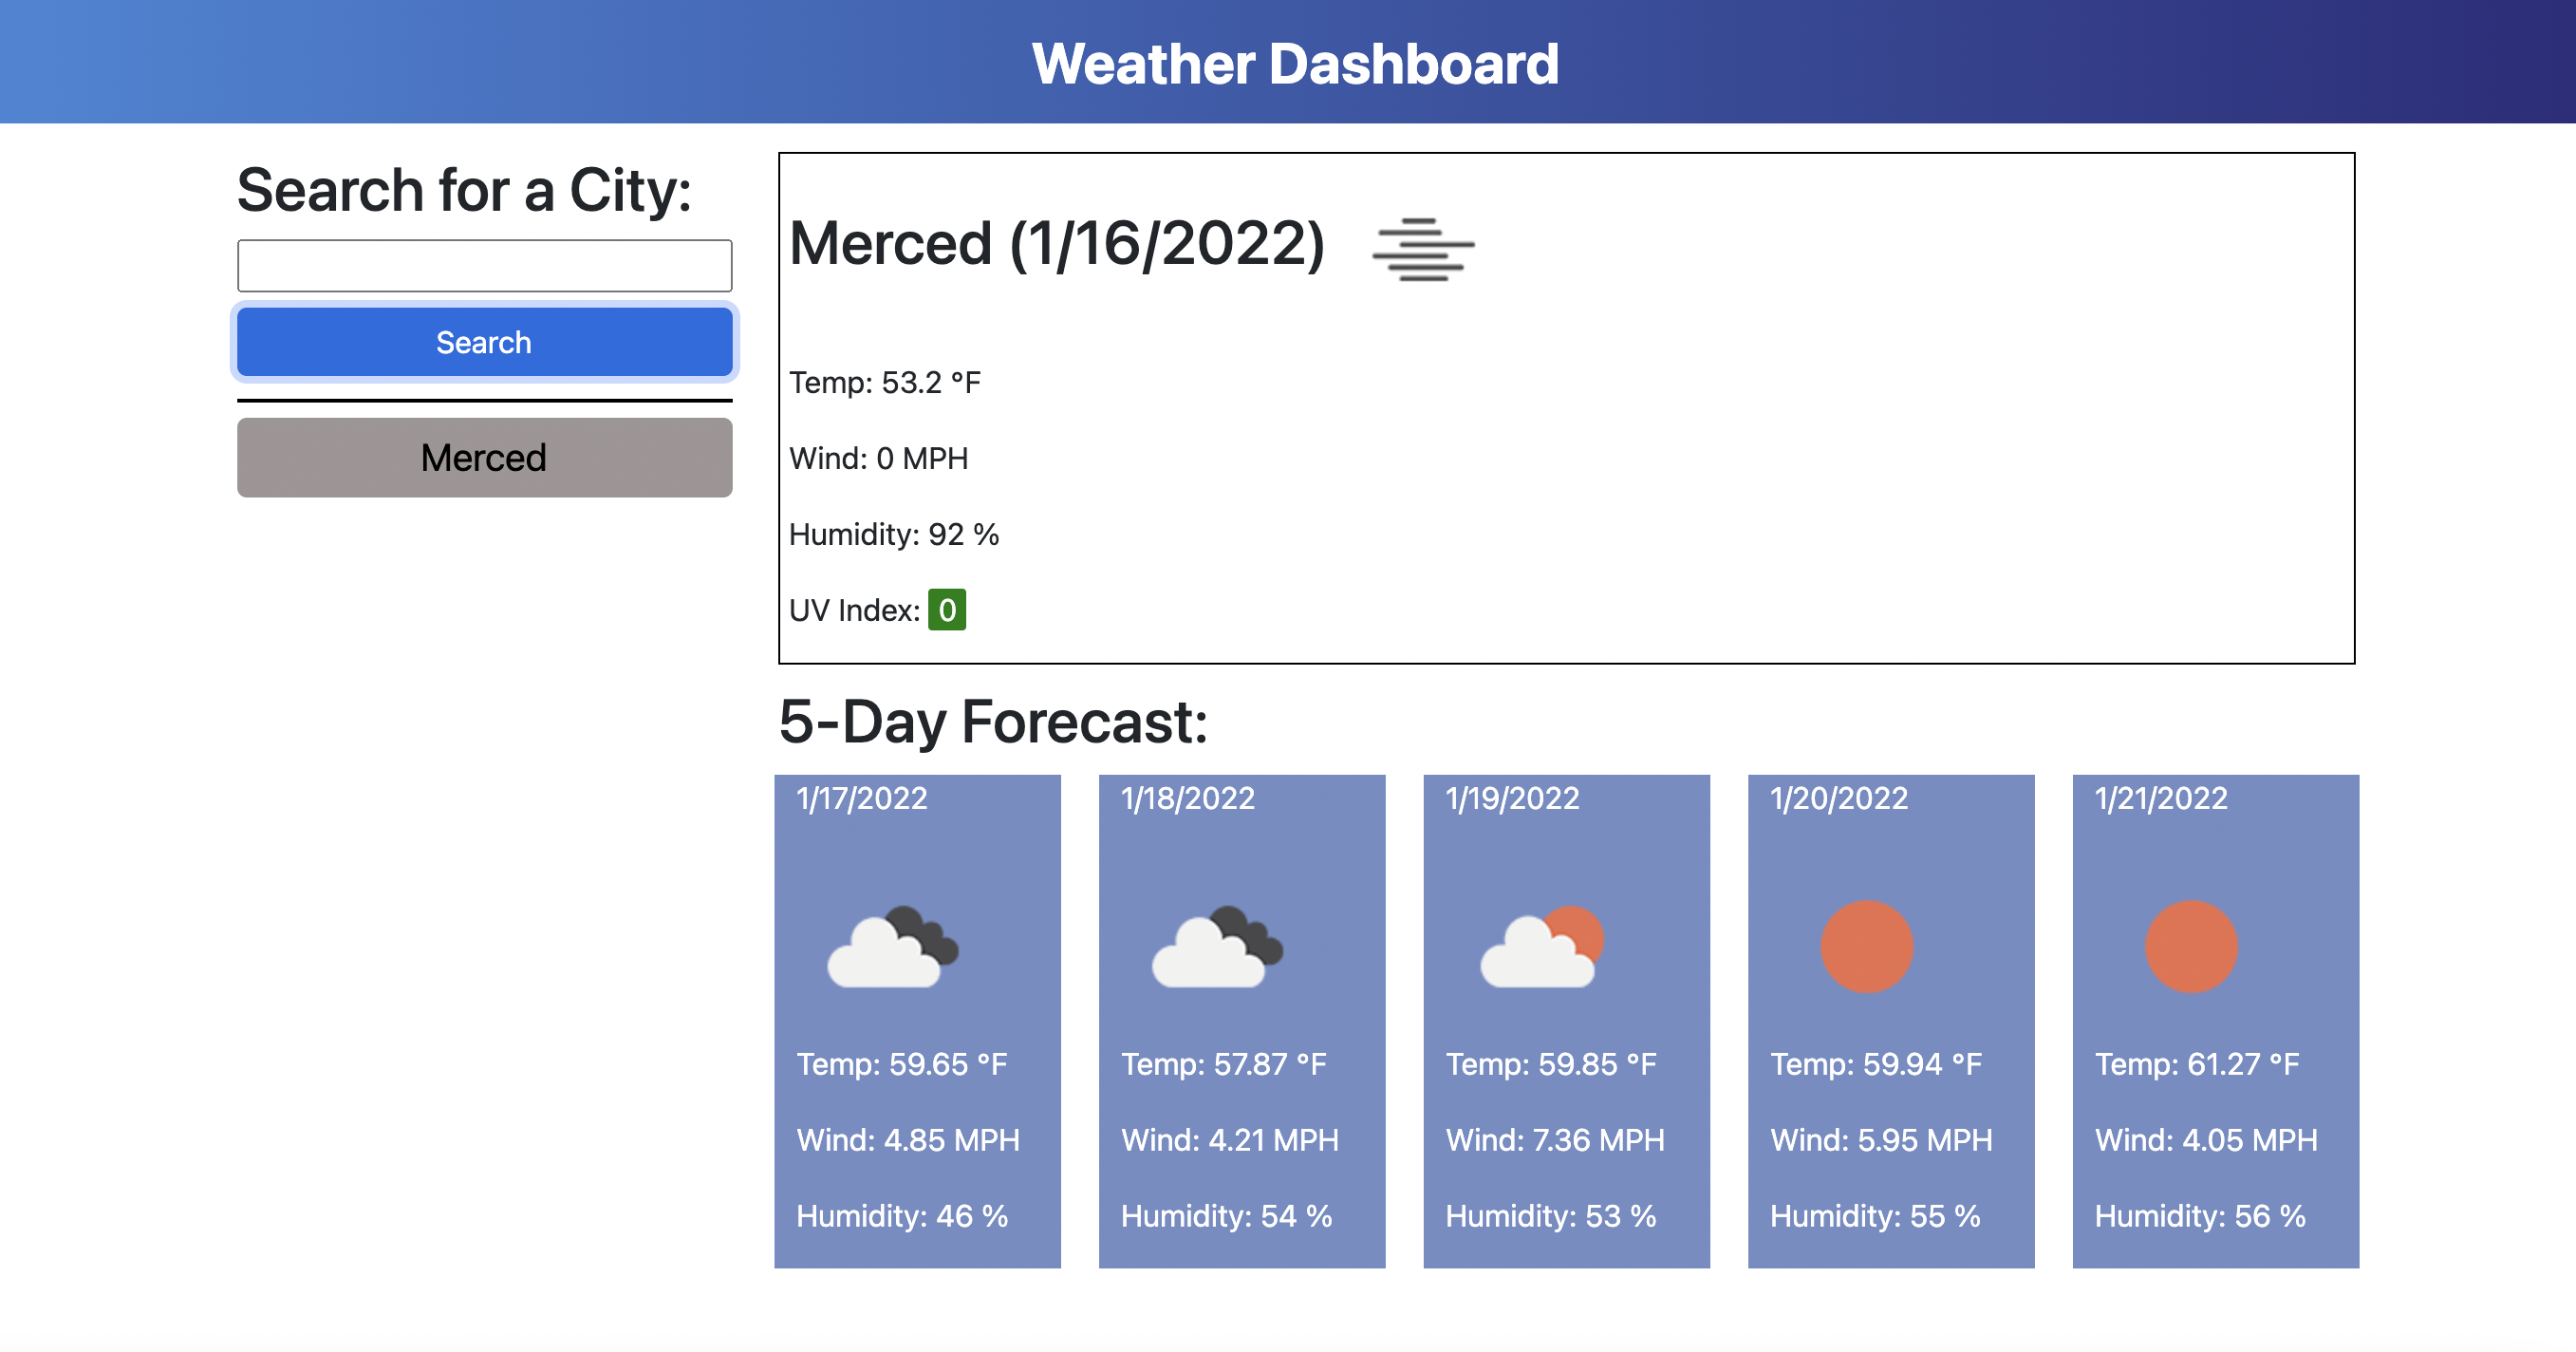 Weather Dashboard
Search for a City:
Search
Merced
Merced (1/16/2022)
Temp: 53.2 °F
Wind: 0 MPH
Humidity: 92 %
UV Index: 0
5-Day Forecast:
1/17/2022
Temp: 59.65 °F
Wind: 4.85 MPH
Humidity: 46 %
1/18/2022
Temp: 57.87 °F
Wind: 4.21 MPH
Humidity: 54 %
1/19/2022
Temp: 59.85 °F
Wind: 7.36 MPH
Humidity: 53 %
1/20/2022
Temp: 59.94 °F
Wind: 5.95 MPH
Humidity: 55 %
1/21/2022
Temp: 61.27 °F
Wind: 4.05 MPH
Humidity: 56 %